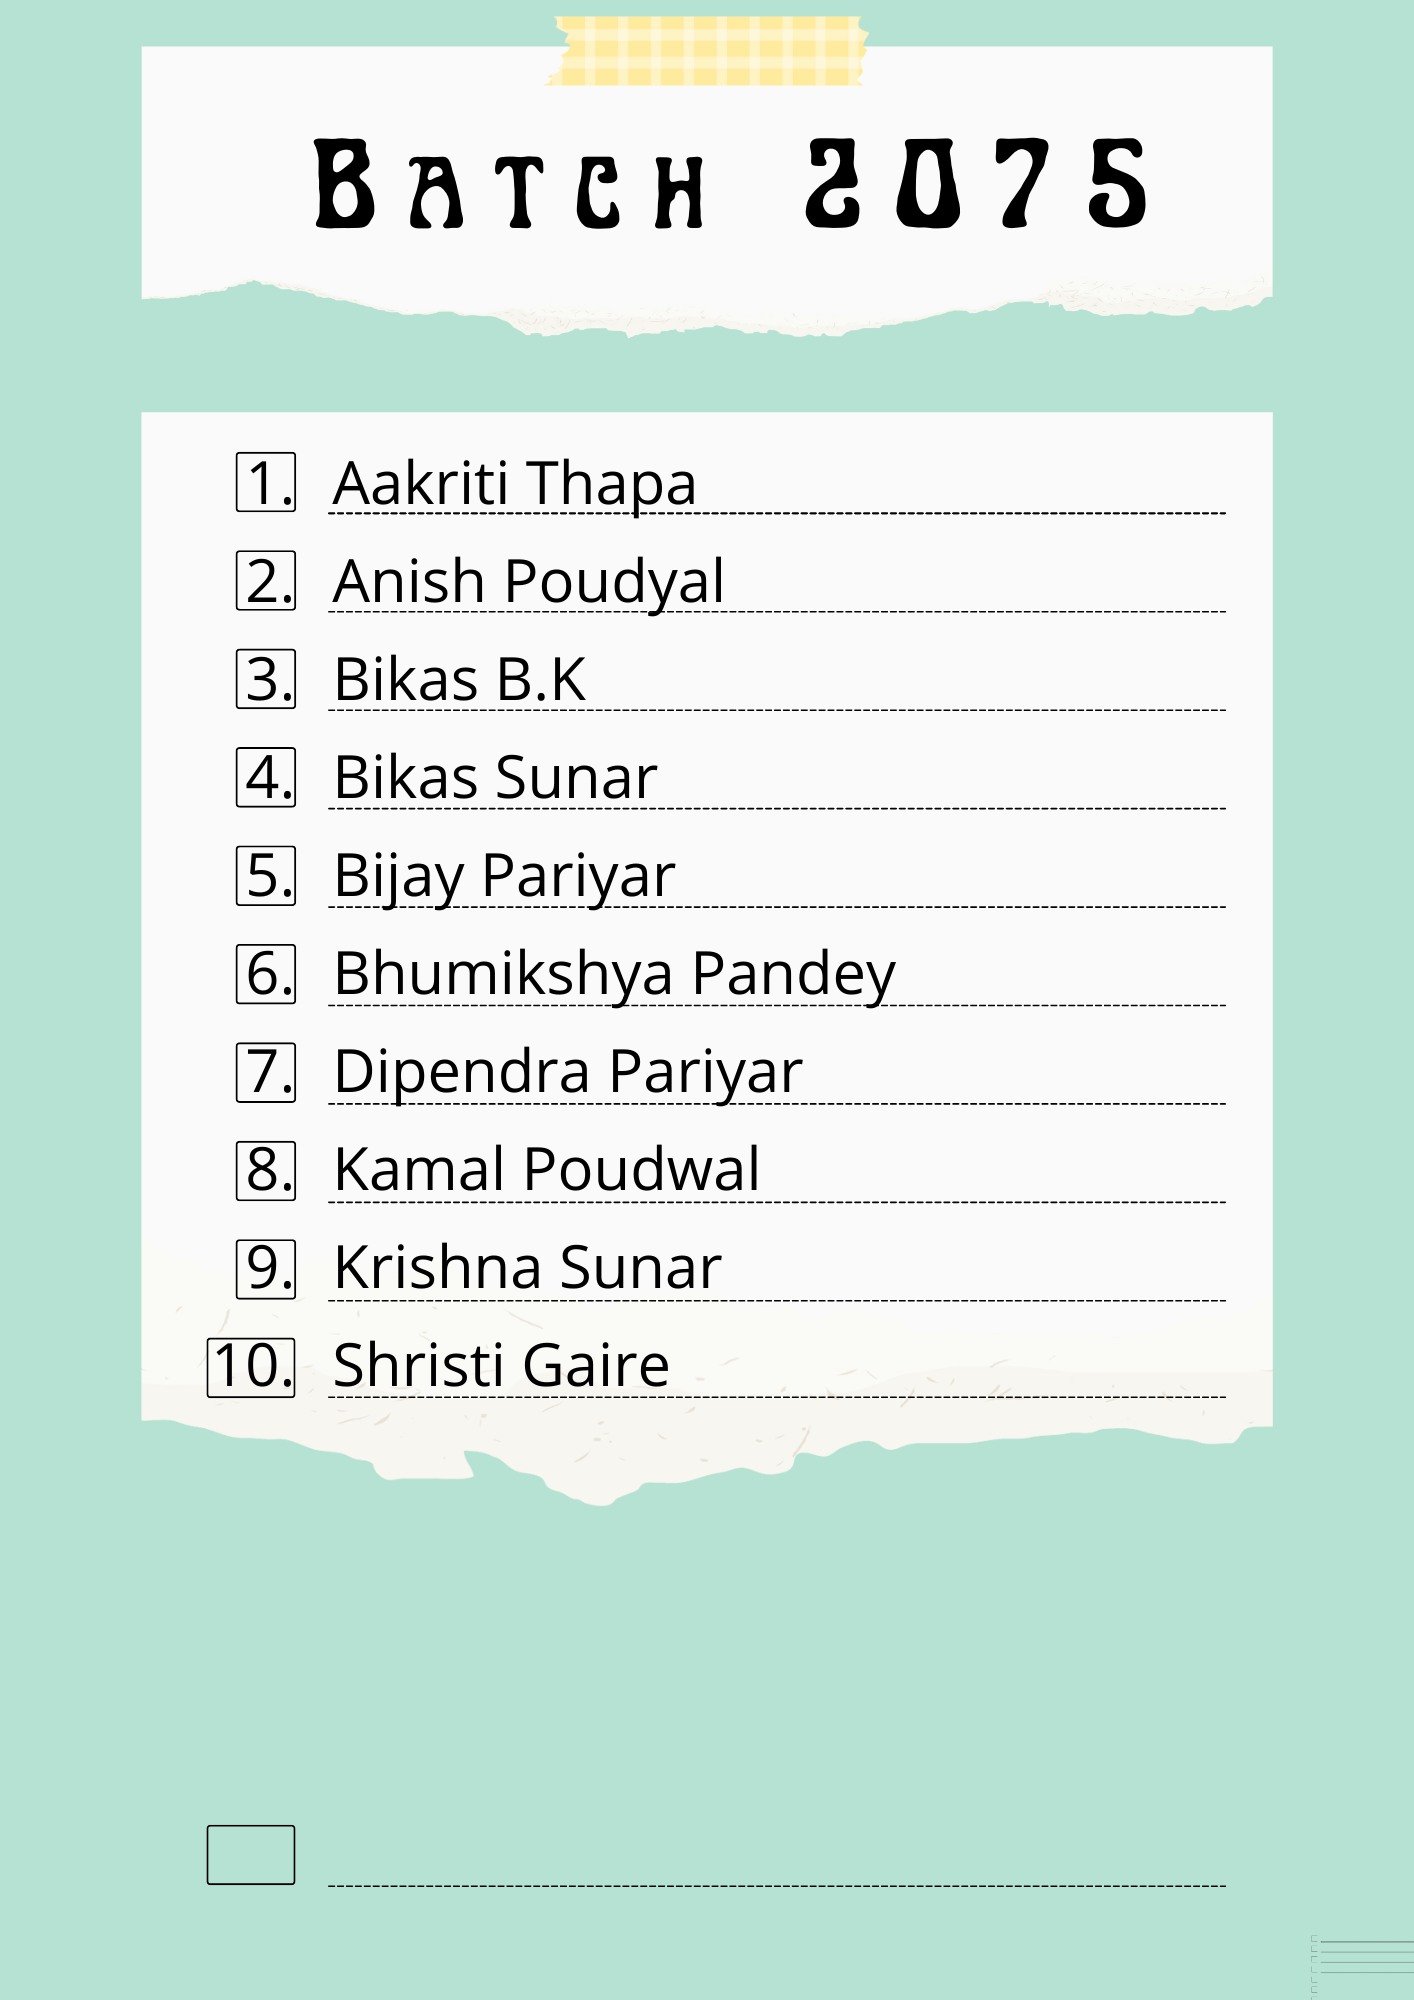 Batch 2075
1. Aakriti Thapa
2. Anish Poudyal
3. Bikas B.K
4. Bikas Sunar
5. Bijay Pariyar
6. Bhumikshya Pandey
7. Dipendra Pariyar
8. Kamal Poudwal
9. Krishna Sunar
10. Shristi Gaire